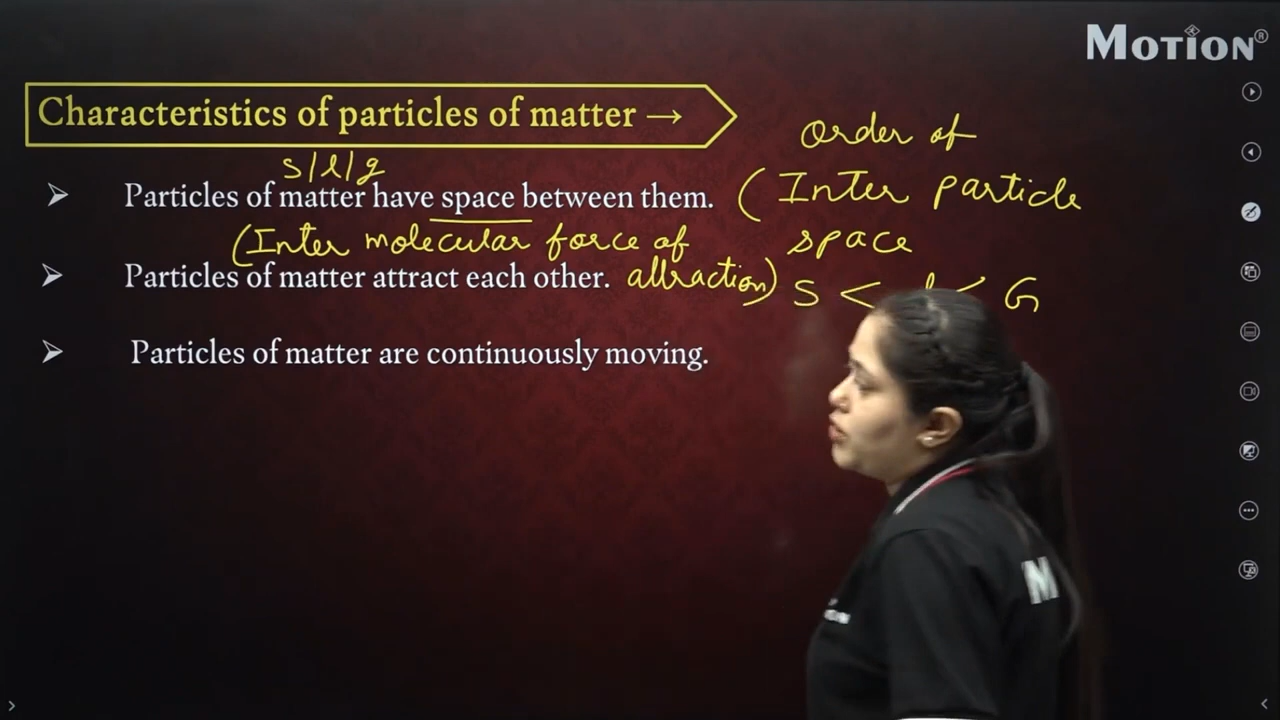 MOTION®
Characteristics of particles of matter →
s/l/g
Particles of matter have space between them.
(Inter molecular force of
Particles of matter attract each other. attraction)
Particles of matter are continuously moving.
Order of
(Inter particle
space
S < l < G
M